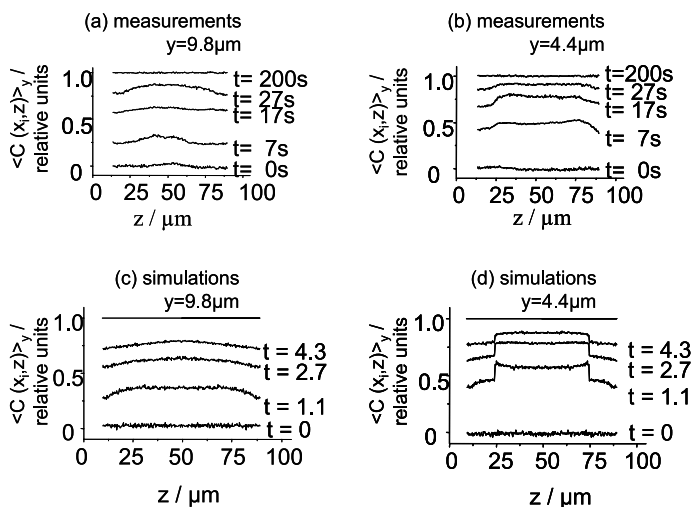 (a) measurements
y=9.8µm
<C (xᵢ,z)>y / relative units
1.0
0.5
0
t= 200s
t= 27s
t= 17s
t= 7s
t= 0s
0 25 50 75 100
z / µm
(b) measurements
y=4.4µm
<C (xᵢ,z)>y / relative units
1.0
0.5
0
t=200s
t= 27s
t= 17s
t= 7s
t= 0s
0 25 50 75 100
z / µm
(c) simulations
y=9.8µm
<C (xᵢ,z)>y / relative units
1.0
0.5
0
t = 4.3
t = 2.7
t = 1.1
t = 0
0 25 50 75 100
z / µm
(d) simulations
y=4.4µm
<C (xᵢ,z)>y / relative units
1.0
0.5
0
t = 4.3
t = 2.7
t = 1.1
t = 0
0 25 50 75 100
z / µm